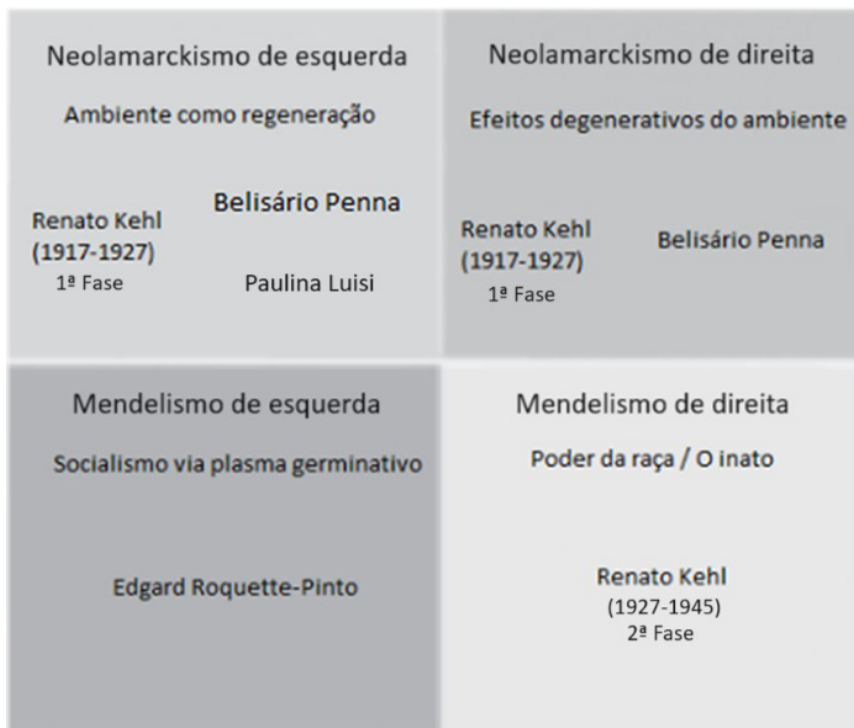 Neolamarckismo de esquerda
Ambiente como regeneração
Renato Kehl
(1917-1927)
1ª Fase
Belisário Penna
Paulina Luisi
Neolamarckismo de direita
Efeitos degenerativos do ambiente
Renato Kehl
(1917-1927)
1ª Fase
Belisário Penna
Mendelismo de esquerda
Socialismo via plasma germinativo
Edgard Roquette-Pinto
Mendelismo de direita
Poder da raça / O inato
Renato Kehl
(1927-1945)
2ª Fase